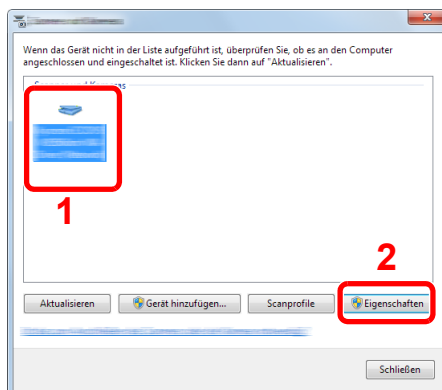 Wenn das Gerät nicht in der Liste aufgeführt ist, überprüfen Sie, ob es an den Computer
angeschlossen und eingeschaltet ist. Klicken Sie dann auf "Aktualisieren".
1
2
Aktualisieren
Gerät hinzufügen...
Scanprofile
Eigenschaften
Schließen